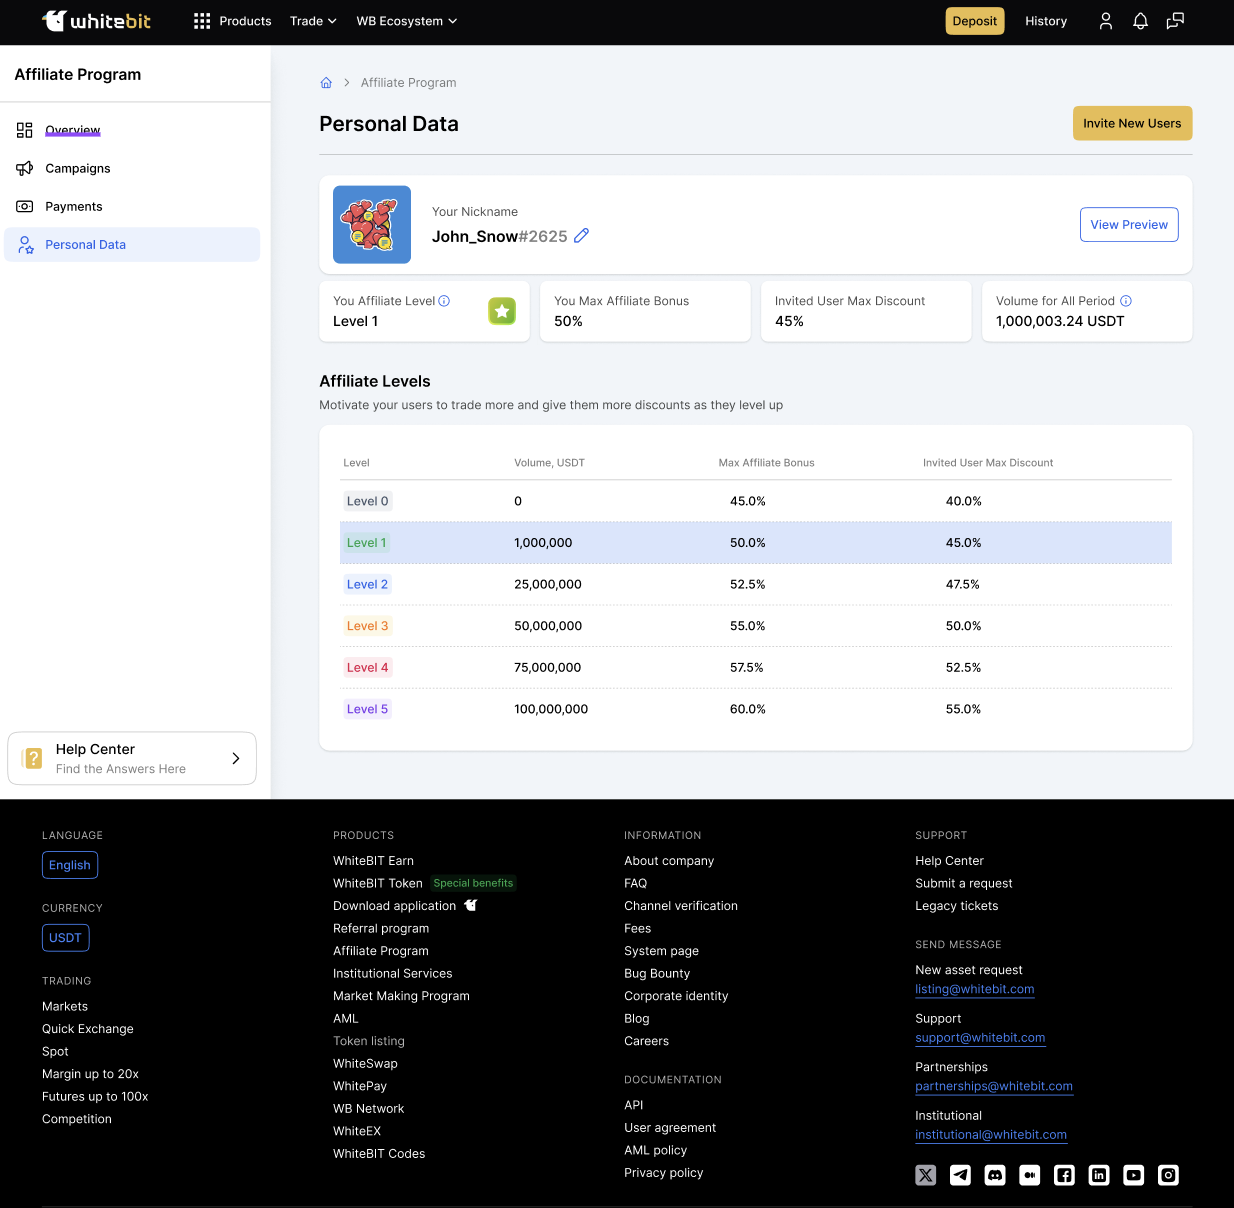 whitebit Products Trade WB Ecosystem Deposit History
Affiliate Program
Overview
Campaigns
Payments
Personal Data
Help Center
Find the Answers Here
Affiliate Program
Personal Data
Invite New Users
Your Nickname
John_Snow#2625
View Preview
You Affiliate Level
Level 1
You Max Affiliate Bonus
50%
Invited User Max Discount
45%
Volume for All Period
1,000,003.24 USDT
Affiliate Levels
Motivate your users to trade more and give them more discounts as they level up
Level Volume, USDT Max Affiliate Bonus Invited User Max Discount
Level 0 0 45.0% 40.0%
Level 1 1,000,000 50.0% 45.0%
Level 2 25,000,000 52.5% 47.5%
Level 3 50,000,000 55.0% 50.0%
Level 4 75,000,000 57.5% 52.5%
Level 5 100,000,000 60.0% 55.0%
LANGUAGE
English
CURRENCY
USDT
TRADING
Markets
Quick Exchange
Spot
Margin up to 20x
Futures up to 100x
Competition
PRODUCTS
WhiteBIT Earn
WhiteBIT Token Special benefits
Download application
Referral program
Affiliate Program
Institutional Services
Market Making Program
AML
Token listing
WhiteSwap
WhitePay
WB Network
WhiteEX
WhiteBIT Codes
INFORMATION
About company
FAQ
Channel verification
Fees
System page
Bug Bounty
Corporate identity
Blog
Careers
DOCUMENTATION
API
User agreement
AML policy
Privacy policy
SUPPORT
Help Center
Submit a request
Legacy tickets
SEND MESSAGE
New asset request
listing@whitebit.com
Support
support@whitebit.com
Partnerships
partnerships@whitebit.com
Institutional
institutional@whitebit.com